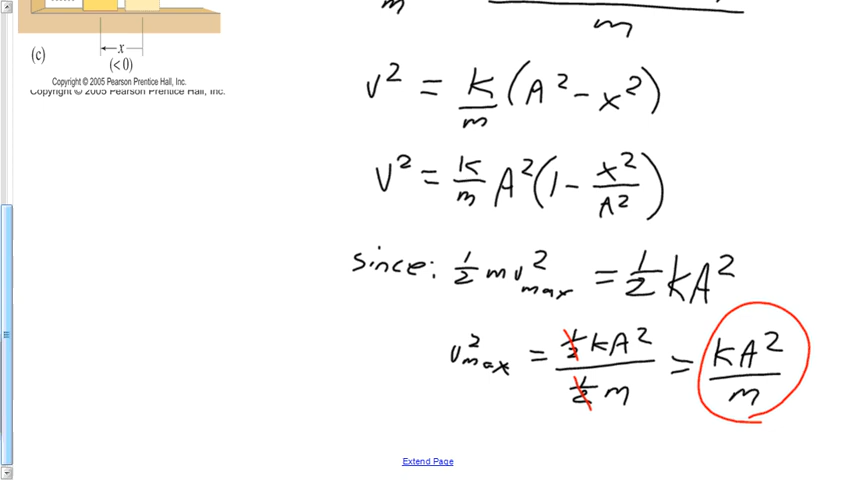 m m
x
(c)
(< 0)
Copyright © 2005 Pearson Prentice Hall, Inc.
Copyright © 2005 Pearson Prentice Hall, Inc.
v² = k/m (A² − x²)
v² = k/m A² (1 − x²/A²)
since: ½ m v²max = ½ kA²
v²max = ½ kA² / ½ m = kA² / m
Extend Page